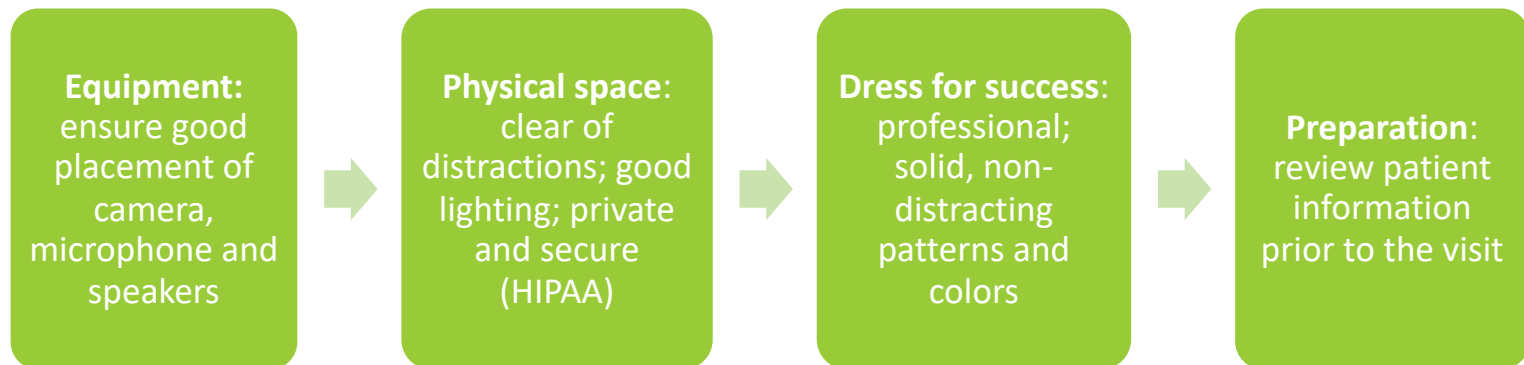 Equipment:
ensure good
placement of
camera,
microphone and
speakers
Physical space:
clear of
distractions; good
lighting; private
and secure
(HIPAA)
Dress for success:
professional;
solid, non-
distracting
patterns and
colors
Preparation:
review patient
information
prior to the visit